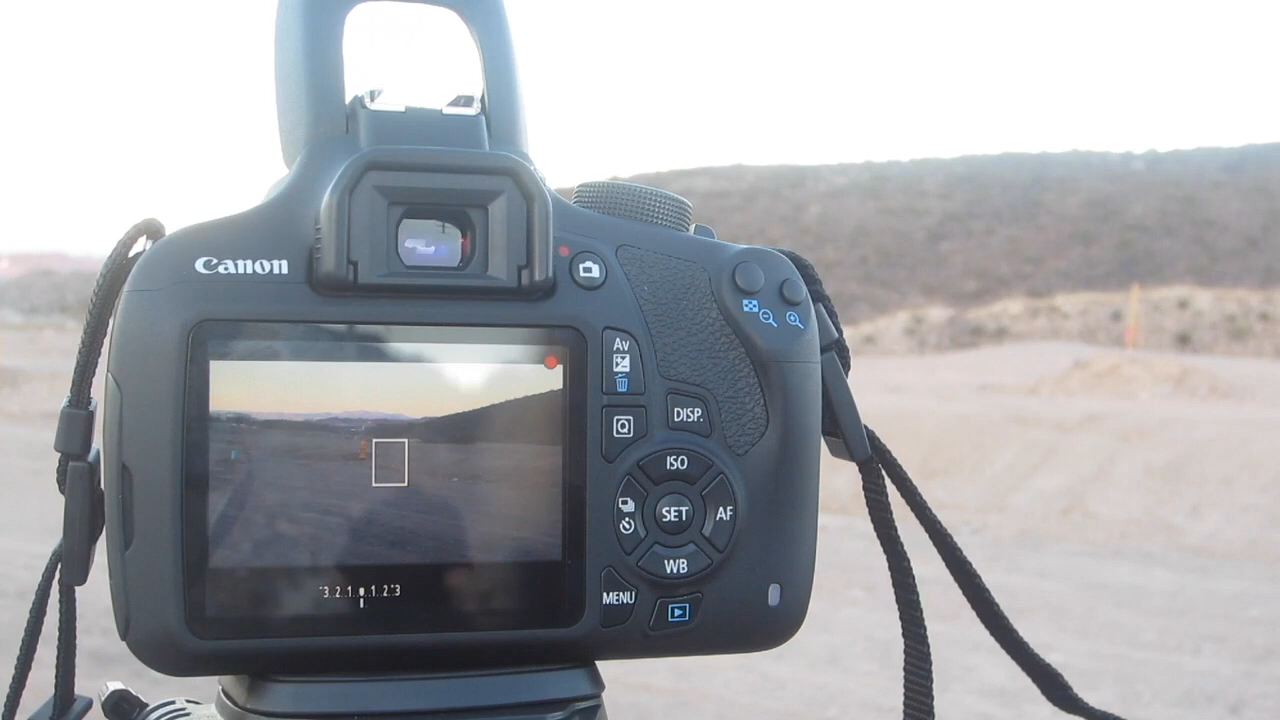 Canon
Av
Q
DISP.
ISO
SET
AF
WB
MENU
-3..2..1..0..1..2.+3